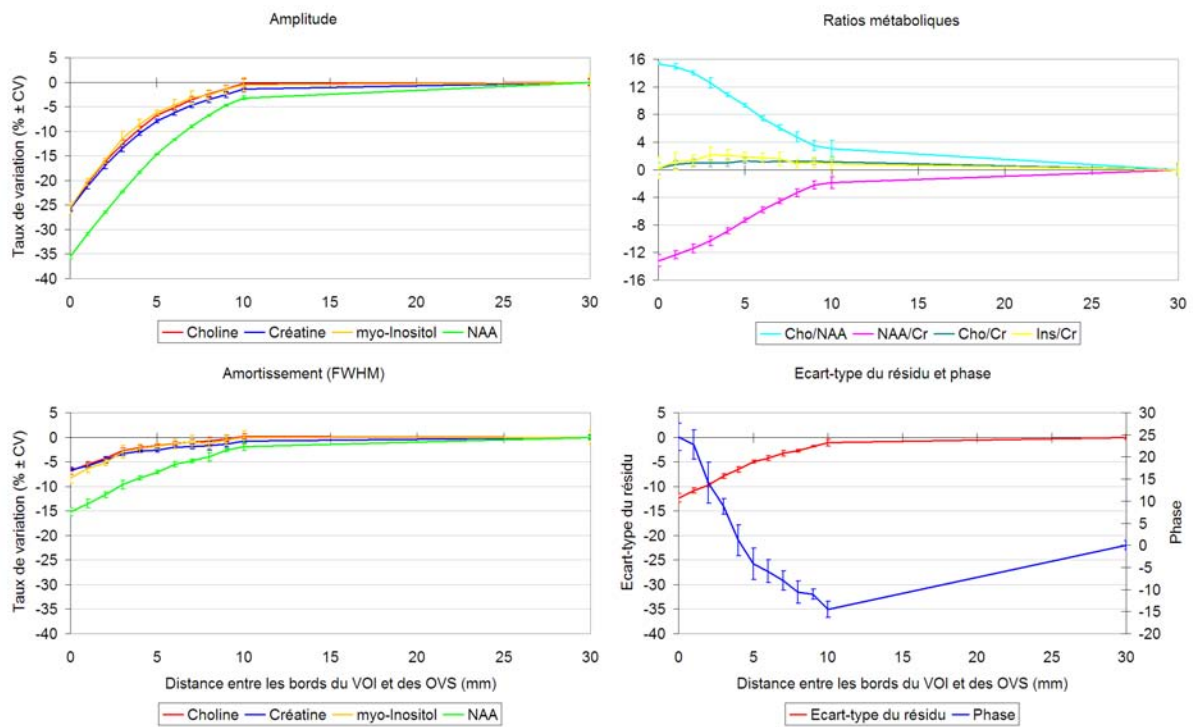 Amplitude
Taux de variation (% ± CV)
5
0
-5
-10
-15
-20
-25
-30
-35
-40
0 5 10 15 20 25 30
Choline Créatine myo-Inositol NAA
Ratios métaboliques
16
12
8
4
0
-4
-8
-12
-16
0 5 10 15 20 25 30
Cho/NAA NAA/Cr Cho/Cr Ins/Cr
Amortissement (FWHM)
Taux de variation (% ± CV)
5
0
-5
-10
-15
-20
-25
-30
-35
-40
0 5 10 15 20 25 30
Distance entre les bords du VOI et des OVS (mm)
Choline Créatine myo-Inositol NAA
Ecart-type du résidu et phase
Ecart-type du résidu
5
0
-5
-10
-15
-20
-25
-30
-35
-40
30
25
20
15
10
5
0
-5
-10
-15
-20
Phase
0 5 10 15 20 25 30
Distance entre les bords du VOI et des OVS (mm)
Ecart-type du résidu Phase